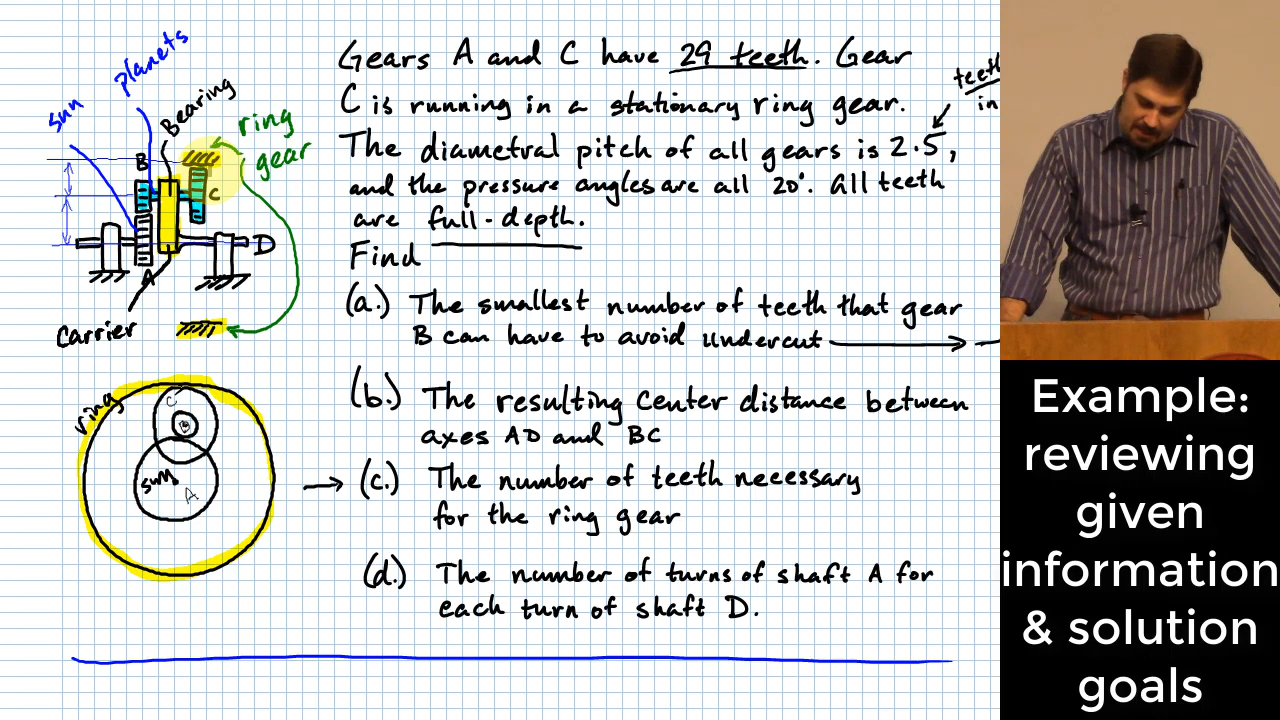 planets
sun
Bearing
ring
gear
B
C
D
A
Carrier
ring
C
B
sun
A
Gears A and C have 29 teeth. Gear
C is running in a stationary ring gear.
teeth
in
The diametral pitch of all gears is 2.5,
and the pressure angles are all 20°. All teeth
are full-depth.
Find
(a.) The smallest number of teeth that gear
B can have to avoid undercut
(b.) The resulting center distance between
axes AD and BC
(c.) The number of teeth necessary
for the ring gear
(d.) The number of turns of shaft A for
each turn of shaft D.
Example:
reviewing
given
information
& solution
goals